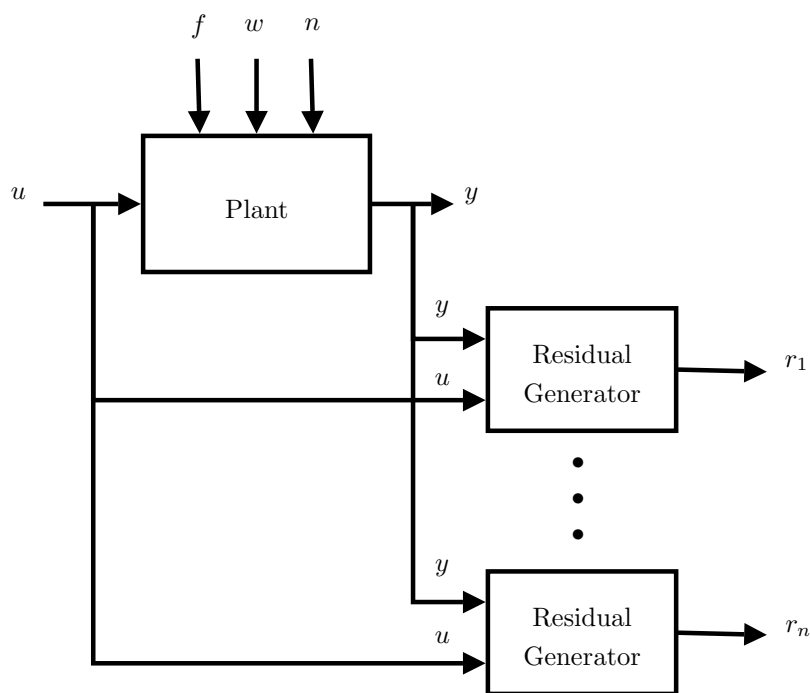 f w n
u
Plant
y
y
Residual
Generator
u
r₁
y
Residual
Generator
u
rₙ